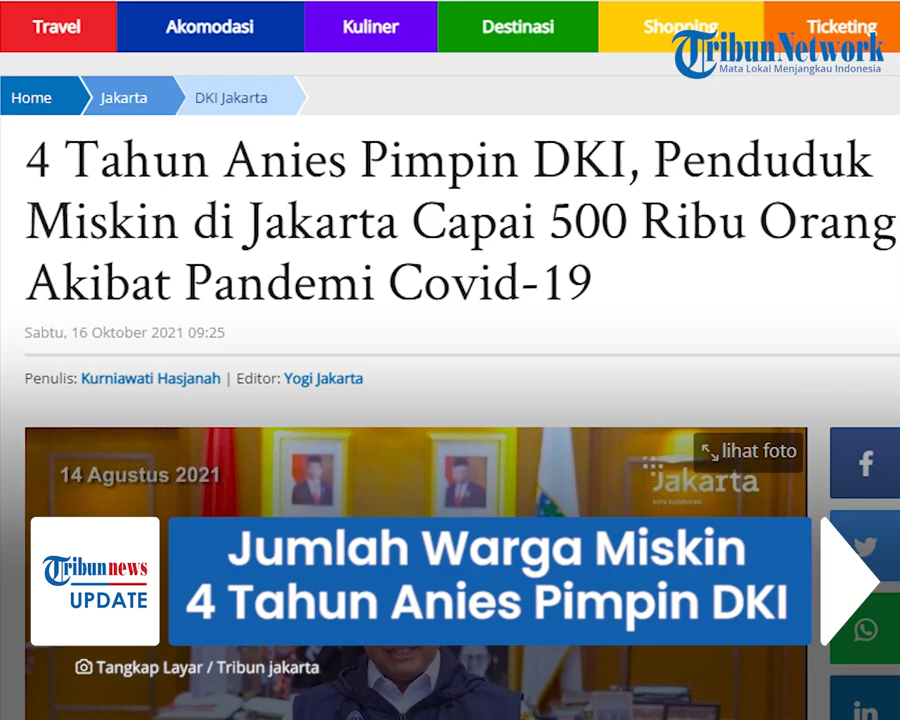 Travel Akomodasi Kuliner Destinasi Shopping Ticketing
TribunNetwork
Mata Lokal Menjangkau Indonesia
Home Jakarta DKI Jakarta
4 Tahun Anies Pimpin DKI, Penduduk
Miskin di Jakarta Capai 500 Ribu Orang
Akibat Pandemi Covid-19
Sabtu, 16 Oktober 2021 09:25
Penulis: Kurniawati Hasjanah | Editor: Yogi Jakarta
lihat foto
14 Agustus 2021
Jakarta
kota kolaborasi
Jumlah Warga Miskin
4 Tahun Anies Pimpin DKI
Tribunnews
UPDATE
Tangkap Layar / Tribun jakarta
f
in